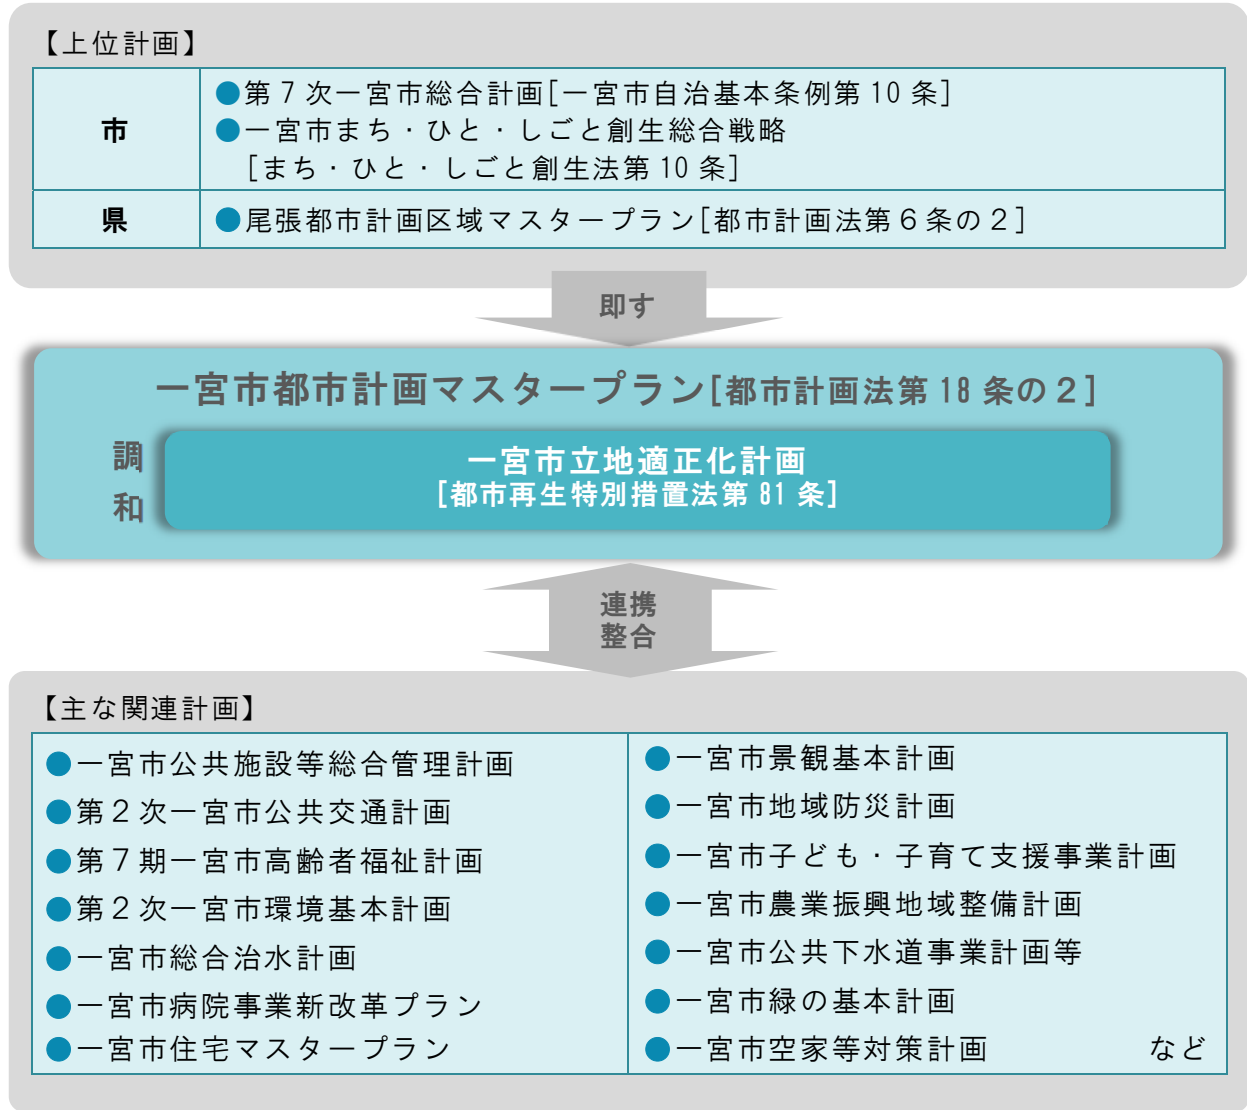 【上位計画】
市
●第７次一宮市総合計画[一宮市自治基本条例第 10 条]
●一宮市まち・ひと・しごと創生総合戦略
[まち・ひと・しごと創生法第 10 条]
県
●尾張都市計画区域マスタープラン[都市計画法第６条の２]
即す
一宮市都市計画マスタープラン[都市計画法第 18 条の２]
調和
一宮市立地適正化計画
[都市再生特別措置法第 81 条]
連携
整合
【主な関連計画】
●一宮市公共施設等総合管理計画
●第２次一宮市公共交通計画
●第７期一宮市高齢者福祉計画
●第２次一宮市環境基本計画
●一宮市総合治水計画
●一宮市病院事業新改革プラン
●一宮市住宅マスタープラン
●一宮市景観基本計画
●一宮市地域防災計画
●一宮市子ども・子育て支援事業計画
●一宮市農業振興地域整備計画
●一宮市公共下水道事業計画等
●一宮市緑の基本計画
●一宮市空家等対策計画 など